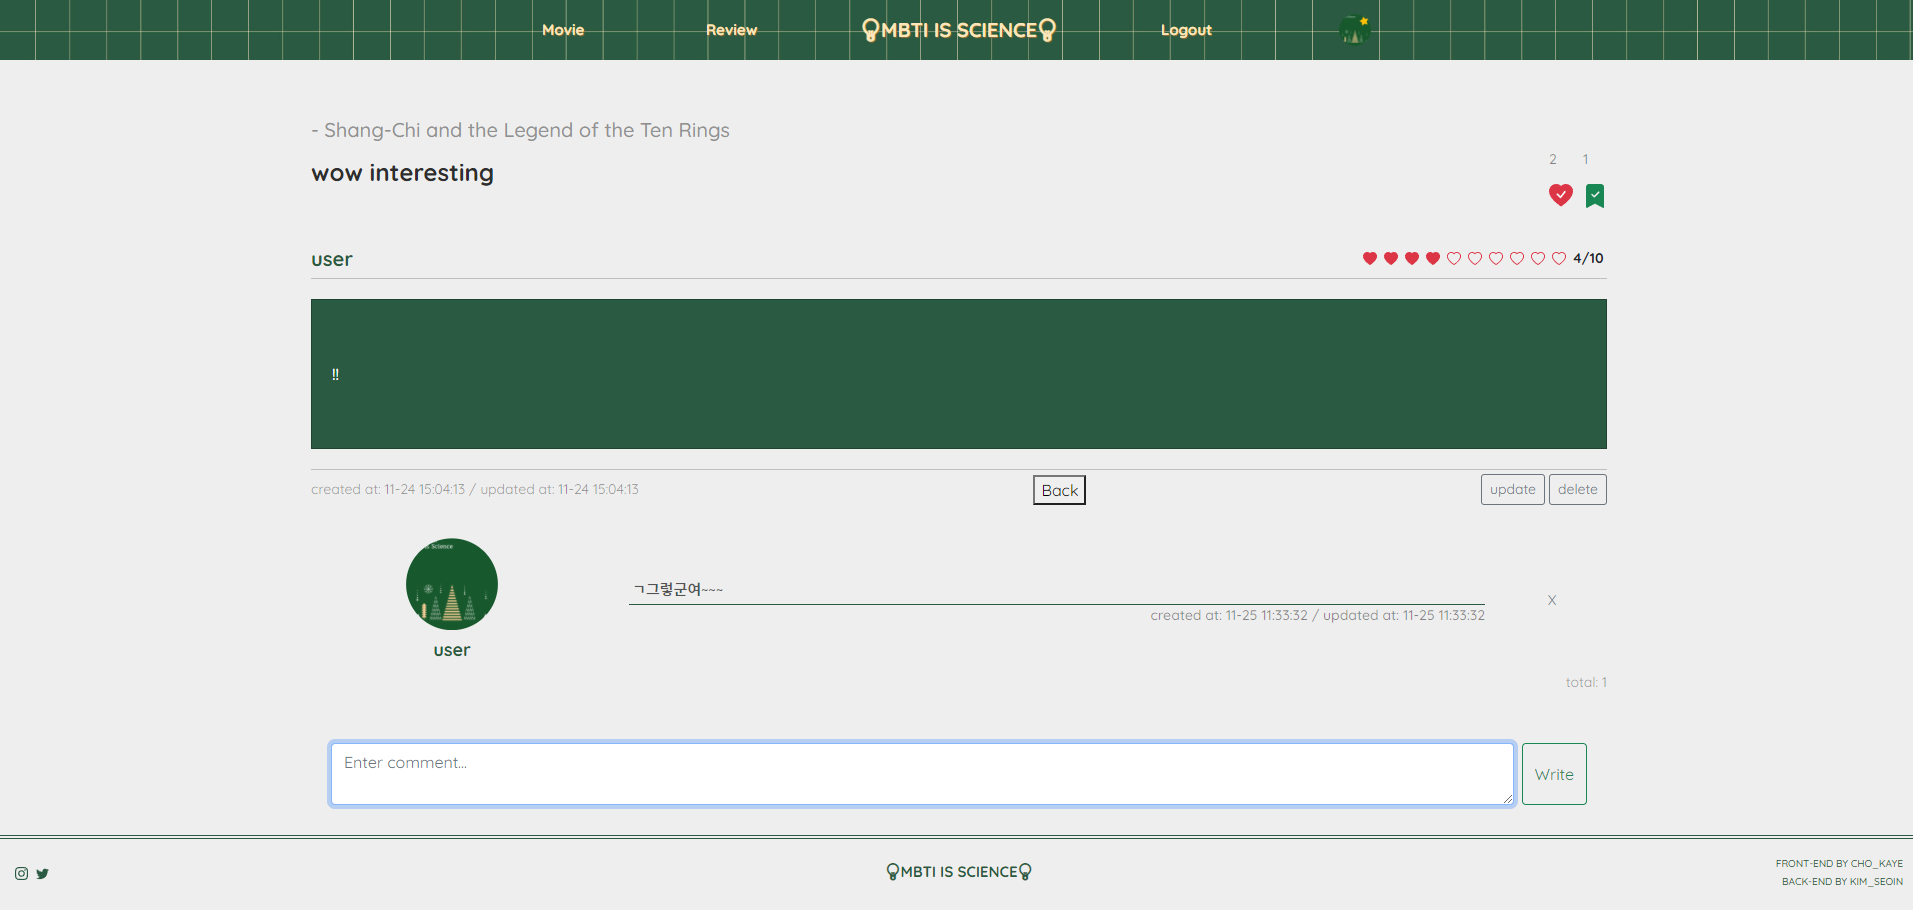 Movie
Review
MBTI IS SCIENCE
Logout
- Shang-Chi and the Legend of the Ten Rings
wow interesting
2
1
user
4/10
!!
created at: 11-24 15:04:13 / updated at: 11-24 15:04:13
Back
update
delete
ㄱ그렇군여~~~
created at: 11-25 11:33:32 / updated at: 11-25 11:33:32
X
user
total: 1
Enter comment...
Write
MBTI IS SCIENCE
FRONT-END BY CHO_KAYE
BACK-END BY KIM_SEOIN